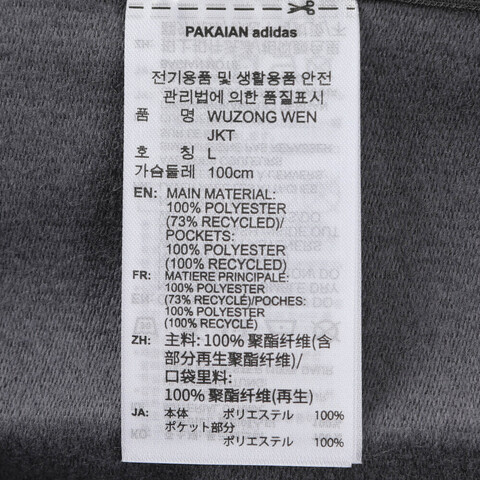 PAKAIAN adidas
전기용품 및 생활용품 안전
관리법에 의한 품질표시
품 명 WUZONG WEN
JKT
호 칭 L
가슴둘레 100cm
EN: MAIN MATERIAL:
100% POLYESTER
(73% RECYCLED)/
POCKETS:
100% POLYESTER
(100% RECYCLED)
FR: MATIERE PRINCIPALE:
100% POLYESTER
(73% RECYCLÉ)/POCHES:
100% POLYESTER
(100% RECYCLÉ)
ZH: 主料: 100% 聚酯纤维(含
部分再生聚酯纤维)/
口袋里料:
100% 聚酯纤维(再生)
JA: 本体 ポリエステル 100%
ポケット部分
ポリエステル 100%